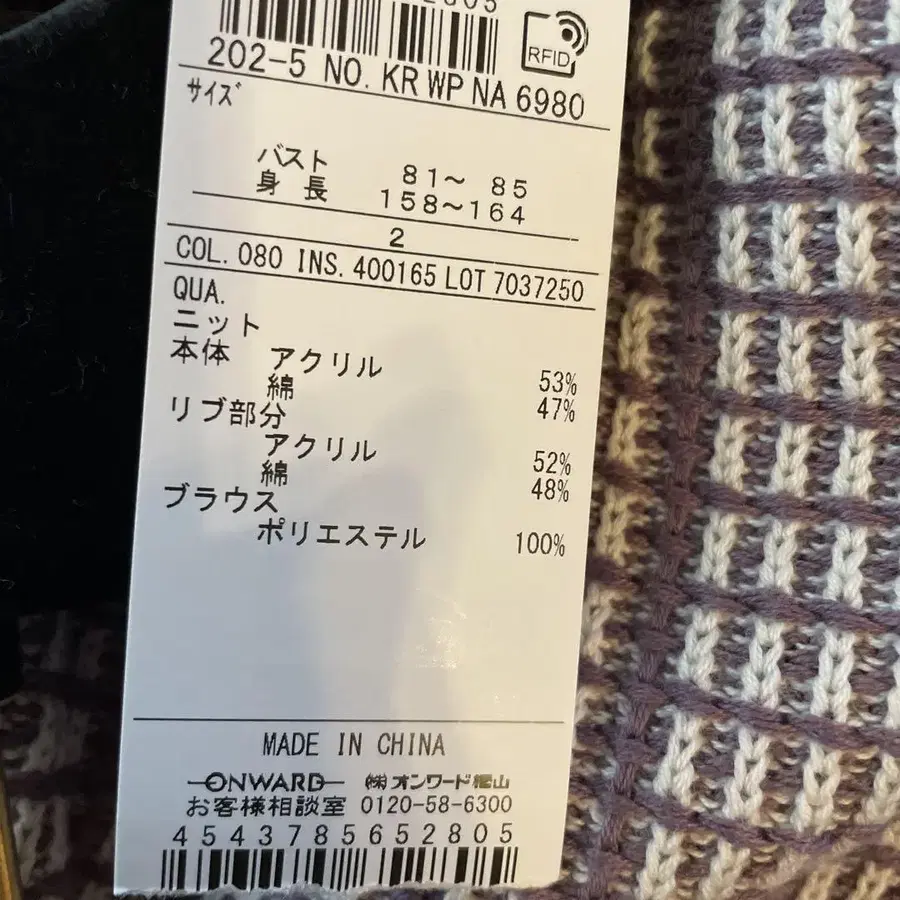 2805
RFID
202-5 NO. KR WP NA 6980
サイズ
バスト 81~ 85
身長 158~164
2
COL. 080 INS. 400165 LOT 7037250
QUA.
ニット
本体 アクリル 53%
綿 47%
リブ部分
アクリル 52%
綿 48%
ブラウス
ポリエステル 100%
MADE IN CHINA
ONWARD ㈱オンワード樫山
お客様相談室 0120-58-6300
4543785652805